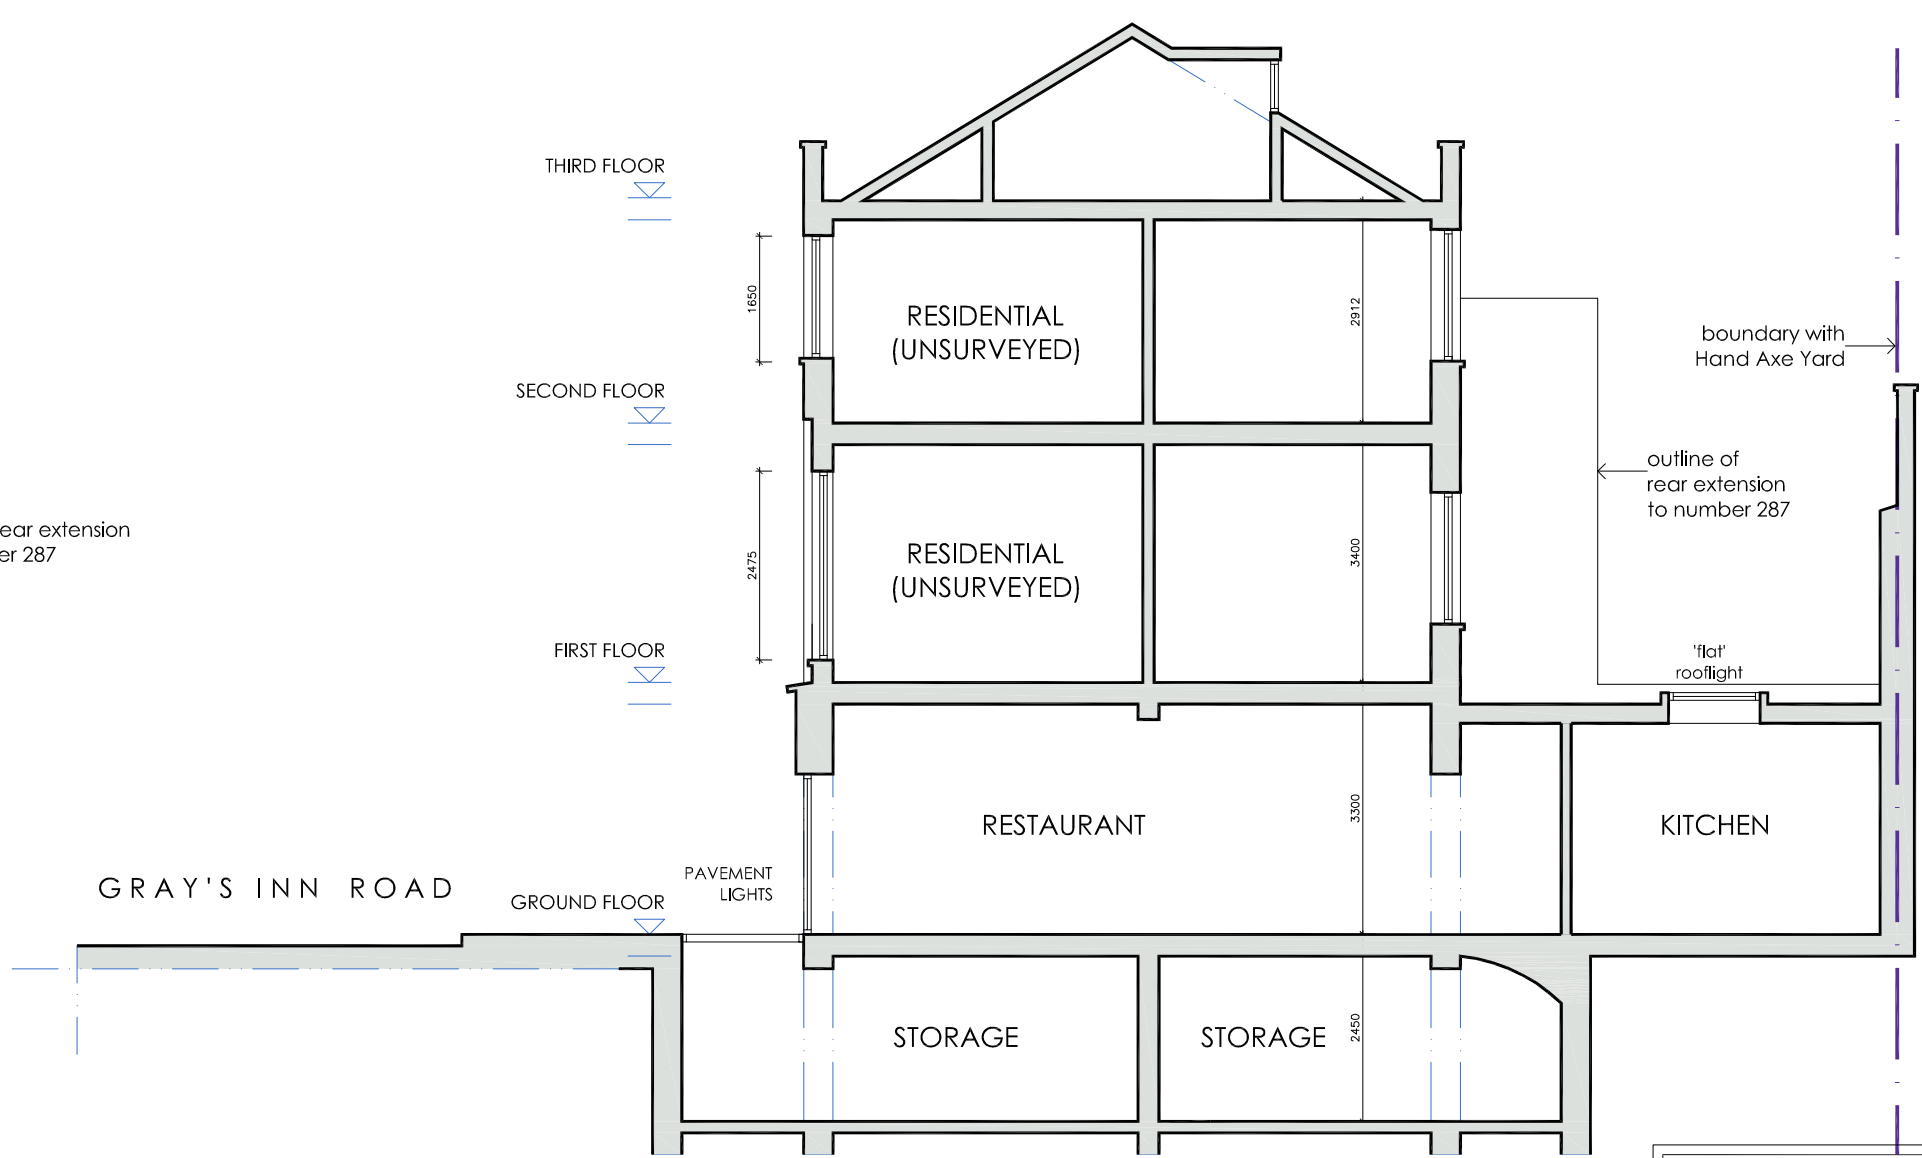 THIRD FLOOR
1650
RESIDENTIAL
(UNSURVEYED)
2912
boundary with
Hand Axe Yard
SECOND FLOOR
outline of
rear extension
to number 287
ear extension
er 287
2475
RESIDENTIAL
(UNSURVEYED)
3400
FIRST FLOOR
'flat'
rooflight
RESTAURANT
3300
KITCHEN
GRAY'S INN ROAD
PAVEMENT
LIGHTS
GROUND FLOOR
STORAGE
STORAGE
2450